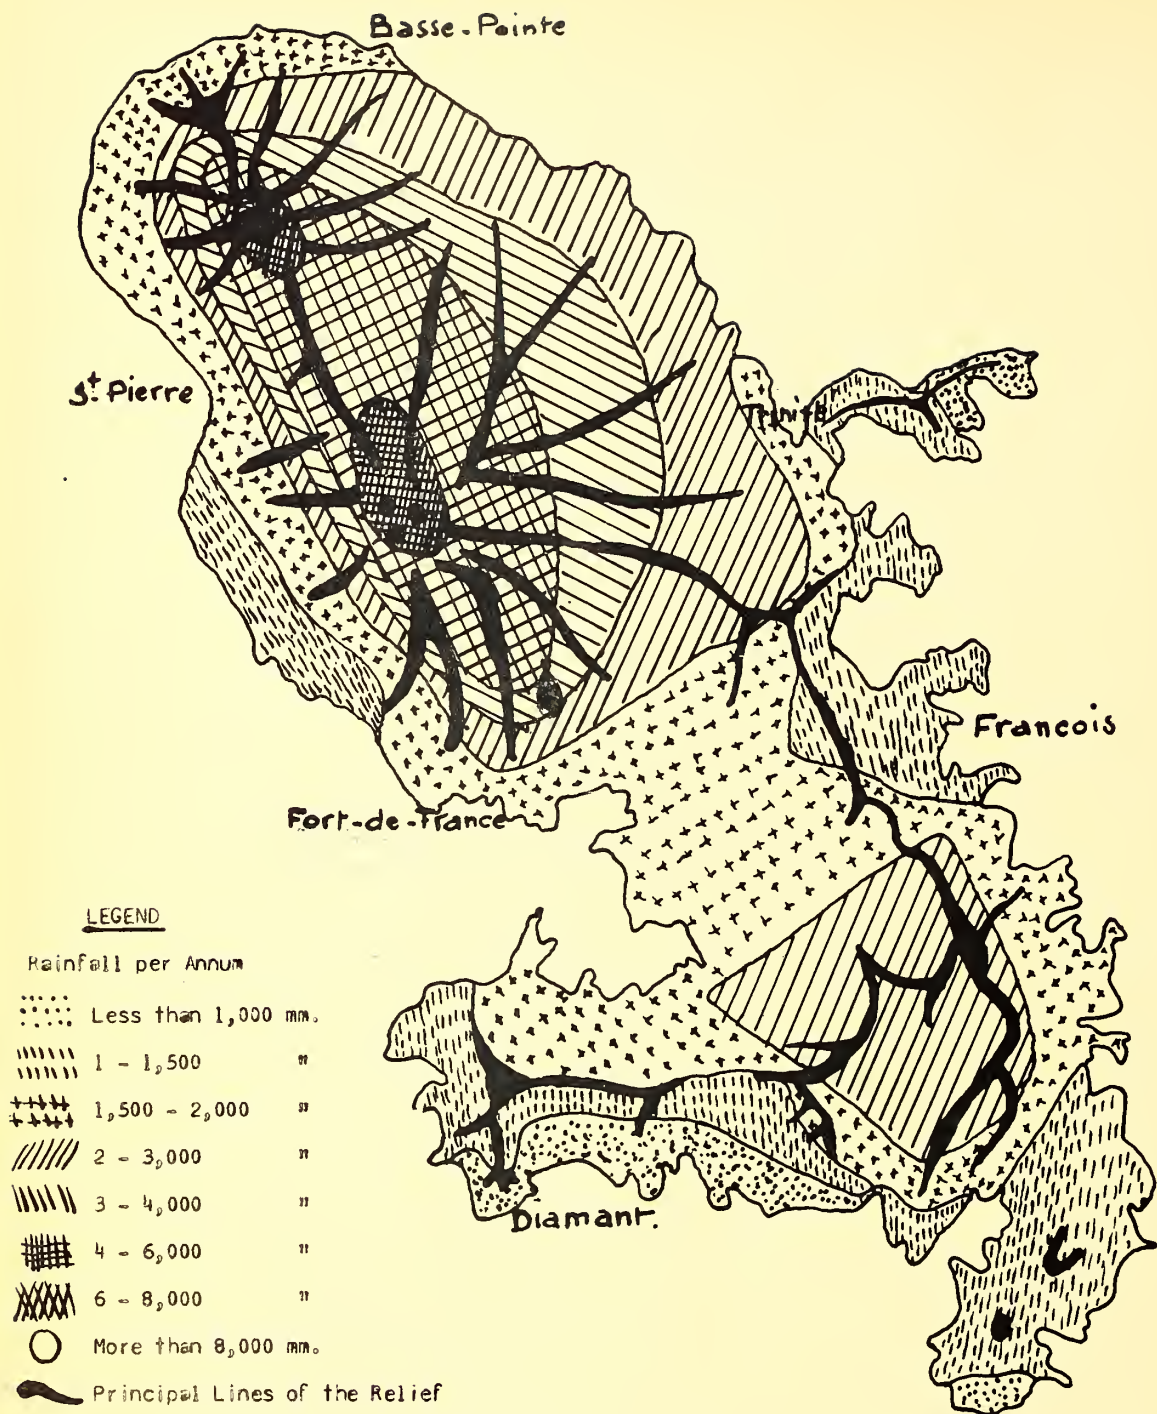 Basse-Pointe
St. Pierre
Trinité
Francois
Fort-de-France
Diamant.
LEGEND
Rainfall per Annum
Less than 1,000 mm.
1 - 1,500 "
1,500 - 2,000 "
2 - 3,000 "
3 - 4,000 "
4 - 6,000 "
6 - 8,000 "
More than 8,000 mm.
Principal Lines of the Relief